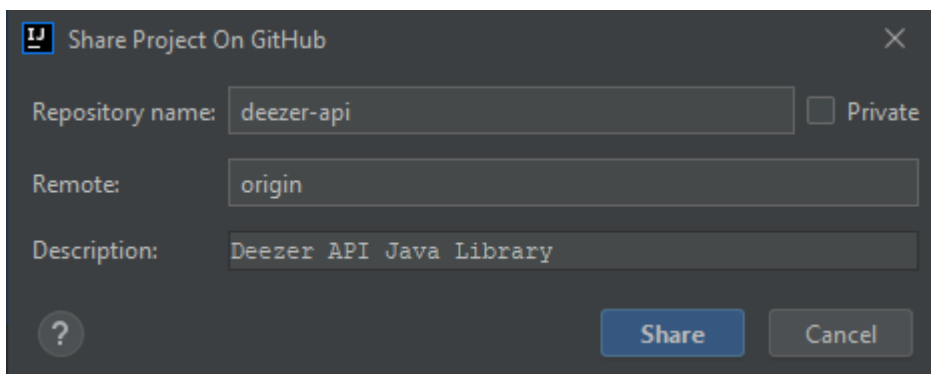 IJ Share Project On GitHub
Repository name: deezer-api Private
Remote: origin
Description: Deezer API Java Library
? Share Cancel